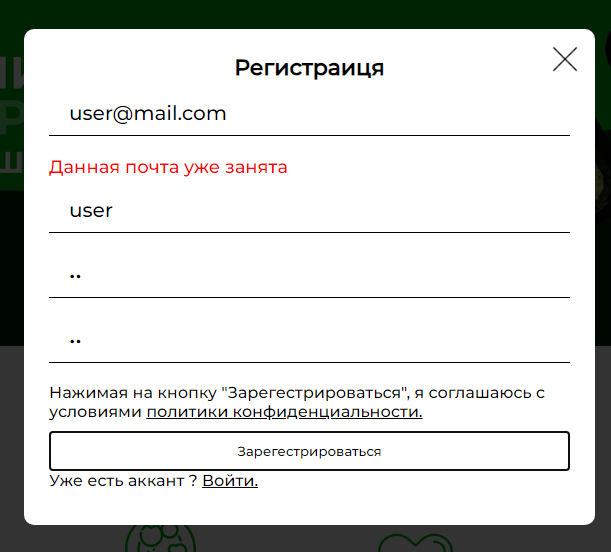 Регистраиця
user@mail.com
Данная почта уже занята
user
Нажимая на кнопку "Зарегестрироваться", я соглашаюсь с
условиями политики конфиденциальности.
Зарегестрироваться
Уже есть аккант ? Войти.